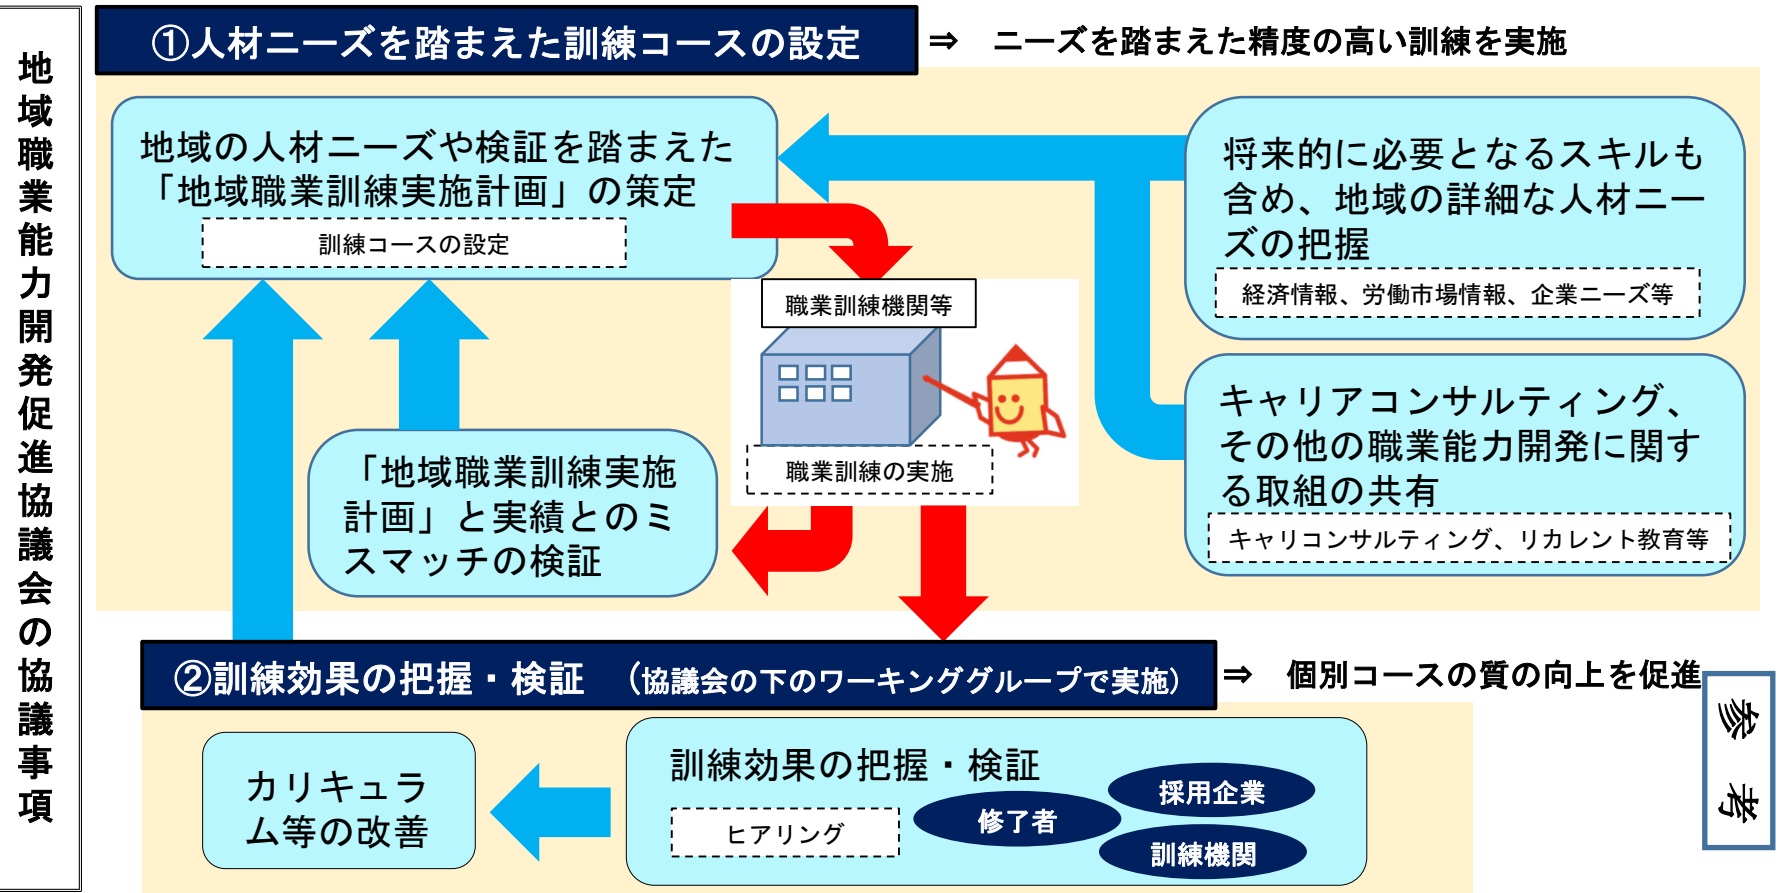 地域職業能力開発促進協議会の協議事項
①人材ニーズを踏まえた訓練コースの設定
⇒　ニーズを踏まえた精度の高い訓練を実施
地域の人材ニーズや検証を踏まえた
「地域職業訓練実施計画」の策定
訓練コースの設定
将来的に必要となるスキルも
含め、地域の詳細な人材ニー
ズの把握
経済情報、労働市場情報、企業ニーズ等
職業訓練機関等
職業訓練の実施
キャリアコンサルティング、
その他の職業能力開発に関す
る取組の共有
キャリコンサルティング、リカレント教育等
「地域職業訓練実施
計画」と実績とのミ
スマッチの検証
②訓練効果の把握・検証　（協議会の下のワーキンググループで実施）
⇒　個別コースの質の向上を促進
参考
カリキュラ
ム等の改善
訓練効果の把握・検証
ヒアリング
修了者
採用企業
訓練機関